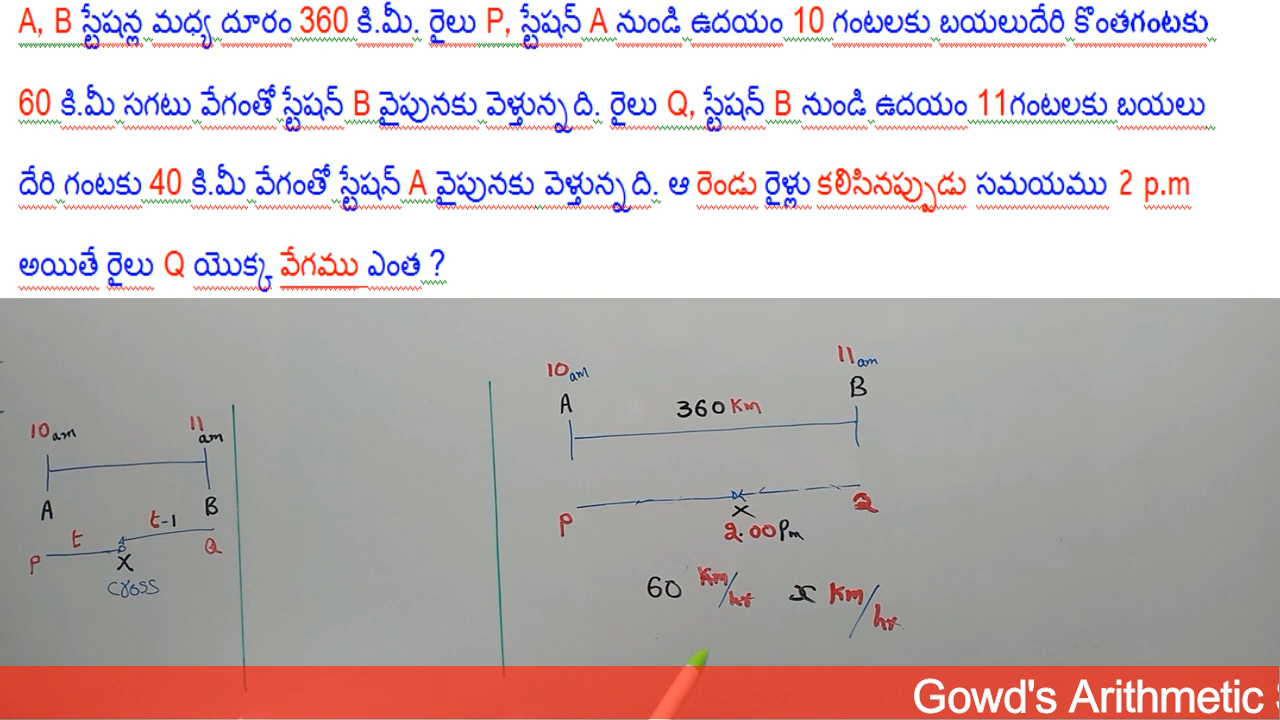 A, B స్టేషన్ల మధ్య దూరం 360 కి.మీ. రైలు P, స్టేషన్ A నుండి ఉదయం 10 గంటలకు బయలుదేరి కొంతగంటకు
60 కి.మీ సగటు వేగంతో స్టేషన్ B వైపునకు వెళ్తున్నది. రైలు Q, స్టేషన్ B నుండి ఉదయం 11గంటలకు బయలు
దేరి గంటకు 40 కి.మీ వేగంతో స్టేషన్ A వైపునకు వెళ్తున్నది. ఆ రెండు రైళ్లు కలిసినప్పుడు సమయము 2 p.m
అయితే రైలు Q యొక్క వేగము ఎంత ?
10am 11am
A B
t t-1
P Q
X
cross
10am 11am
A B
360 Km
P Q
X
2.00 Pm
60 Km/hr x Km/hr
Gowd's Arithmetic